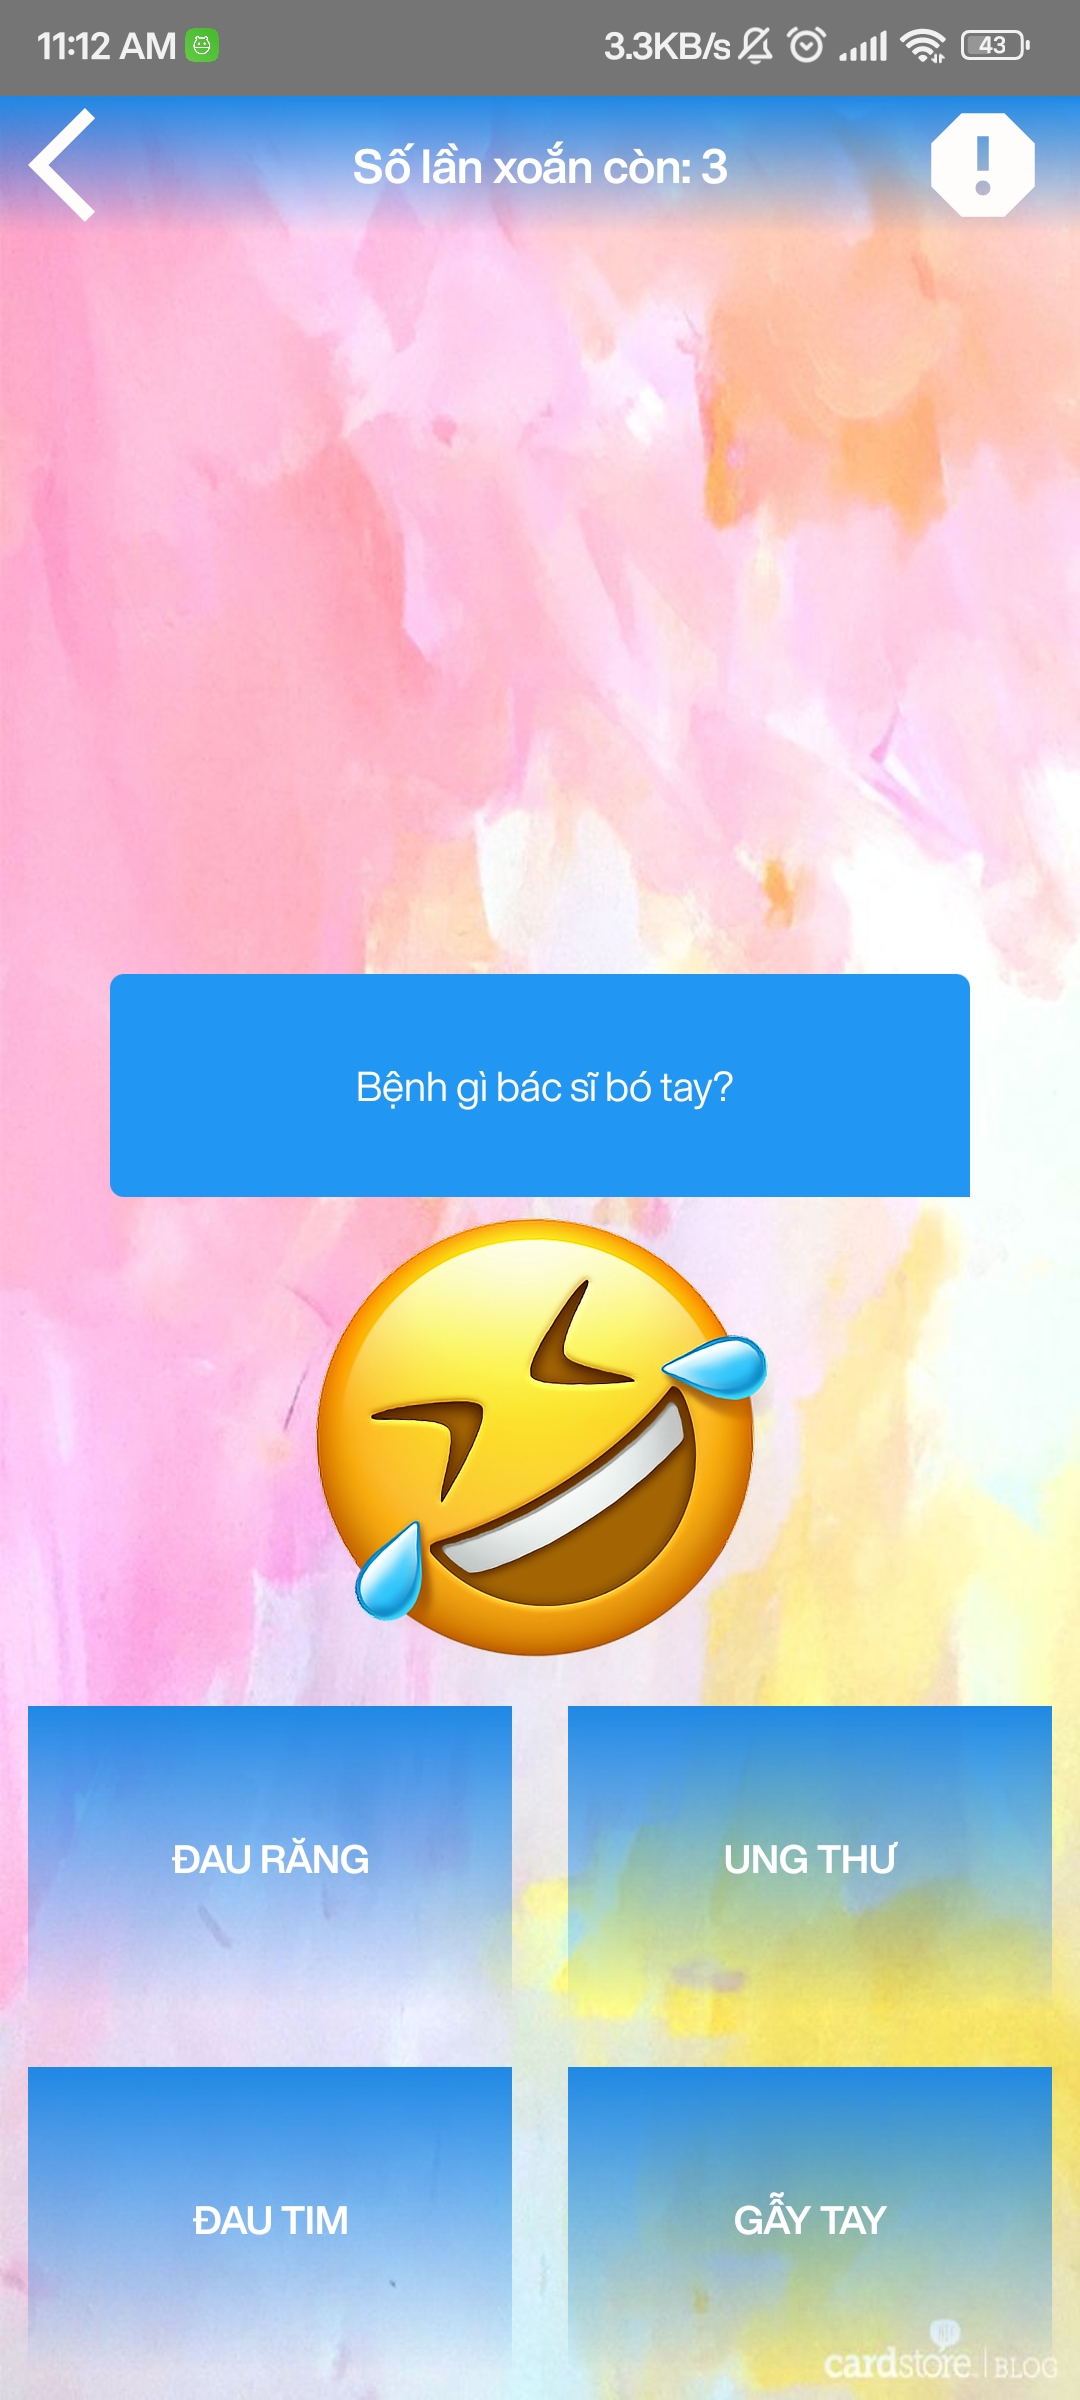 11:12 AM
3.3KB/s
43
Số lần xoắn còn: 3
Bệnh gì bác sĩ bó tay?
ĐAU RĂNG
UNG THƯ
ĐAU TIM
GẪY TAY
cardstore | BLOG